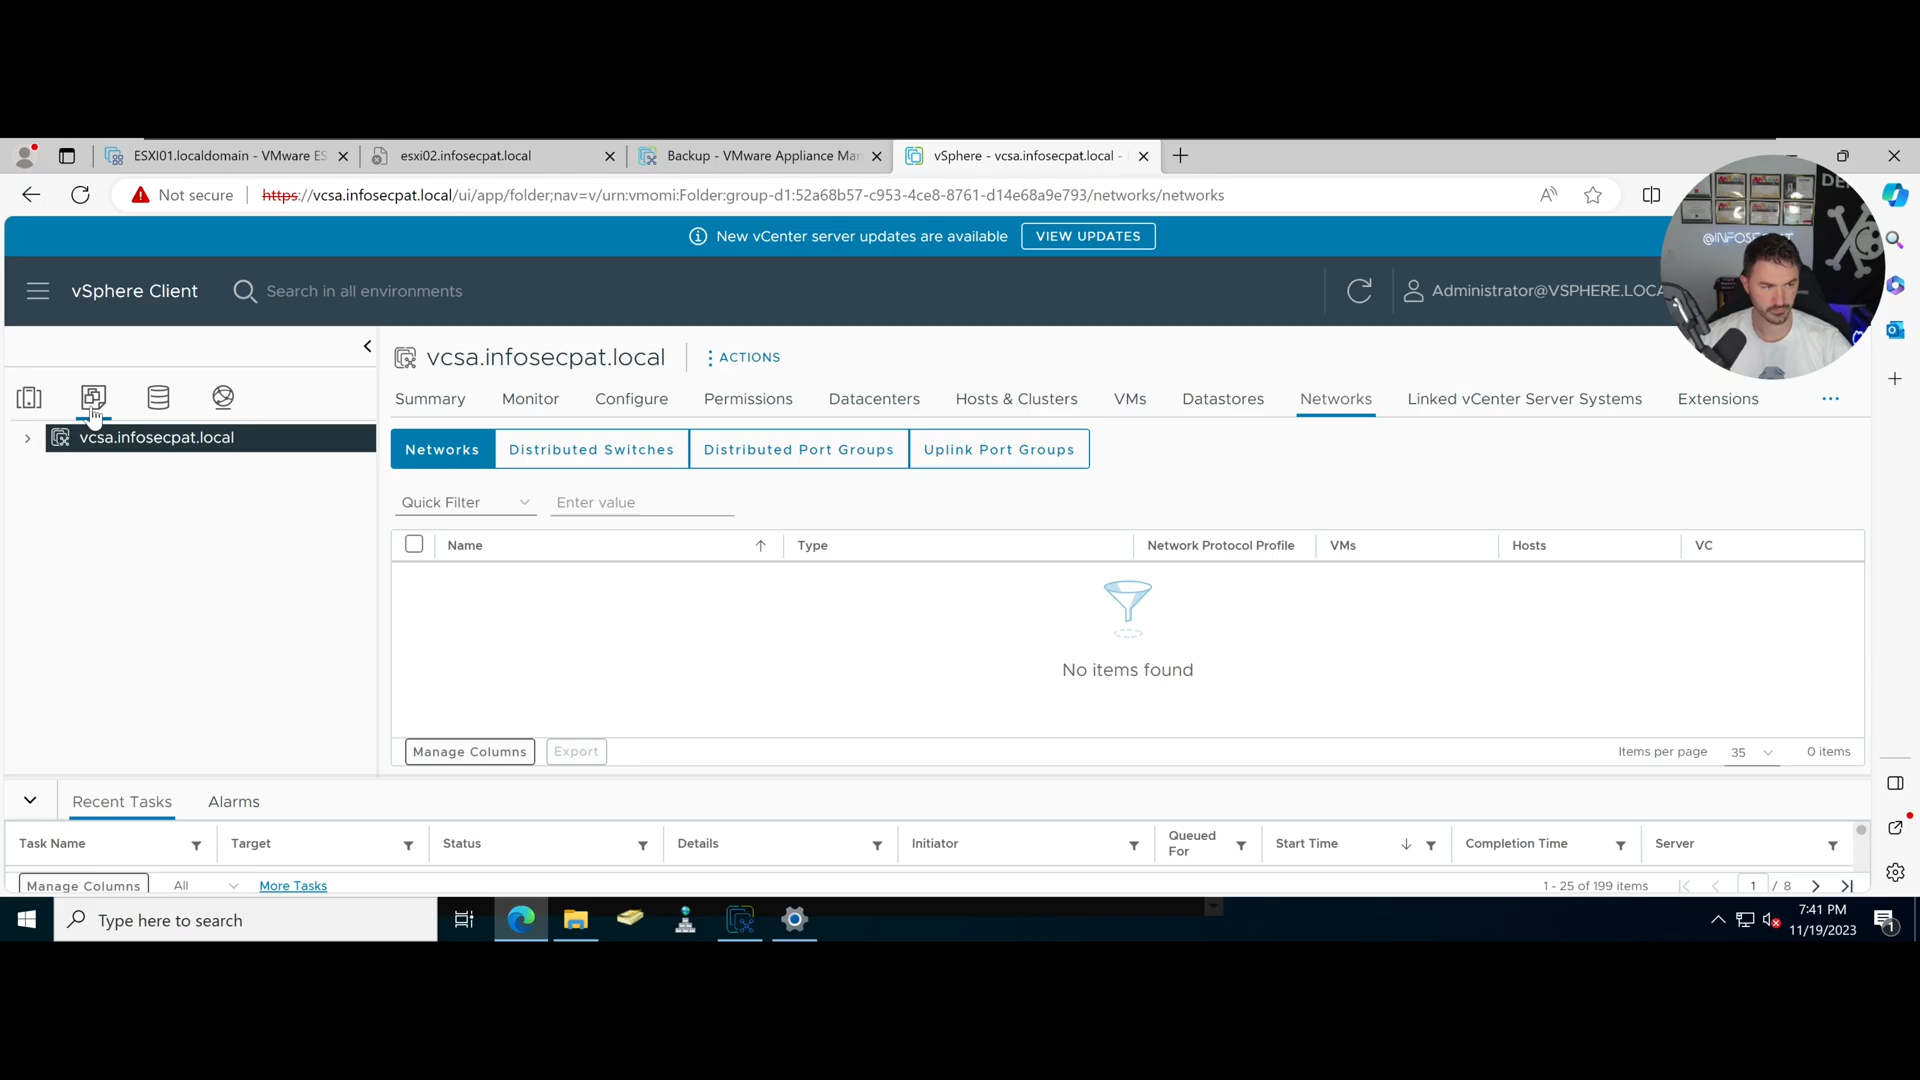 ESXI01.localdomain - VMware ES
esxi02.infosecpat.local
Backup - VMware Appliance Man
vSphere - vcsa.infosecpat.local -
Not secure
https://vcsa.infosecpat.local/ui/app/folder;nav=v/urn:vmomi:Folder:group-d1:52a68b57-c953-4ce8-8761-d14e68a9e793/networks/networks
New vCenter server updates are available
VIEW UPDATES
vSphere Client
Search in all environments
Administrator@VSPHERE.LOCA
vcsa.infosecpat.local
ACTIONS
Summary
Monitor
Configure
Permissions
Datacenters
Hosts & Clusters
VMs
Datastores
Networks
Linked vCenter Server Systems
Extensions
vcsa.infosecpat.local
Networks
Distributed Switches
Distributed Port Groups
Uplink Port Groups
Quick Filter
Enter value
Name
Type
Network Protocol Profile
VMs
Hosts
VC
No items found
Manage Columns
Export
Items per page
35
0 items
Recent Tasks
Alarms
Task Name
Target
Status
Details
Initiator
Queued
For
Start Time
Completion Time
Server
Manage Columns
All
More Tasks
1 - 25 of 199 items
1
/ 8
Type here to search
7:41 PM
11/19/2023
1